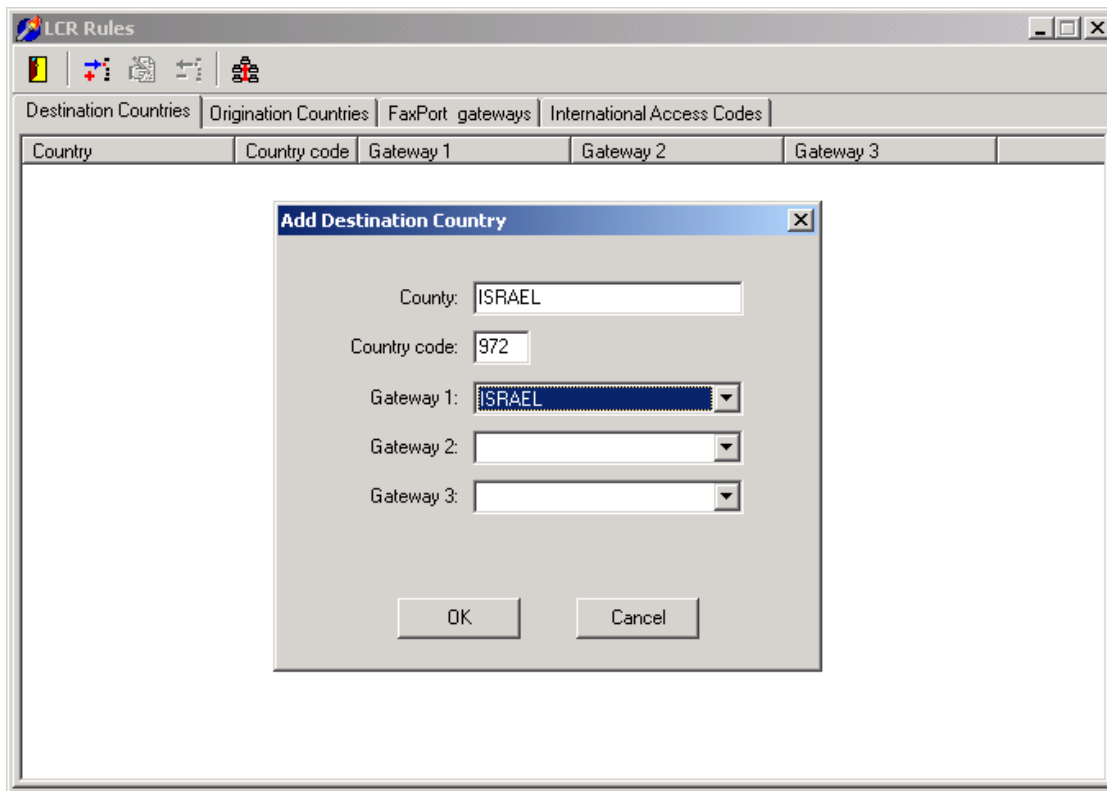 LCR Rules
Destination Countries Origination Countries FaxPort gateways International Access Codes
Country Country code Gateway 1 Gateway 2 Gateway 3
Add Destination Country
County: ISRAEL
Country code: 972
Gateway 1: ISRAEL
Gateway 2:
Gateway 3:
OK Cancel